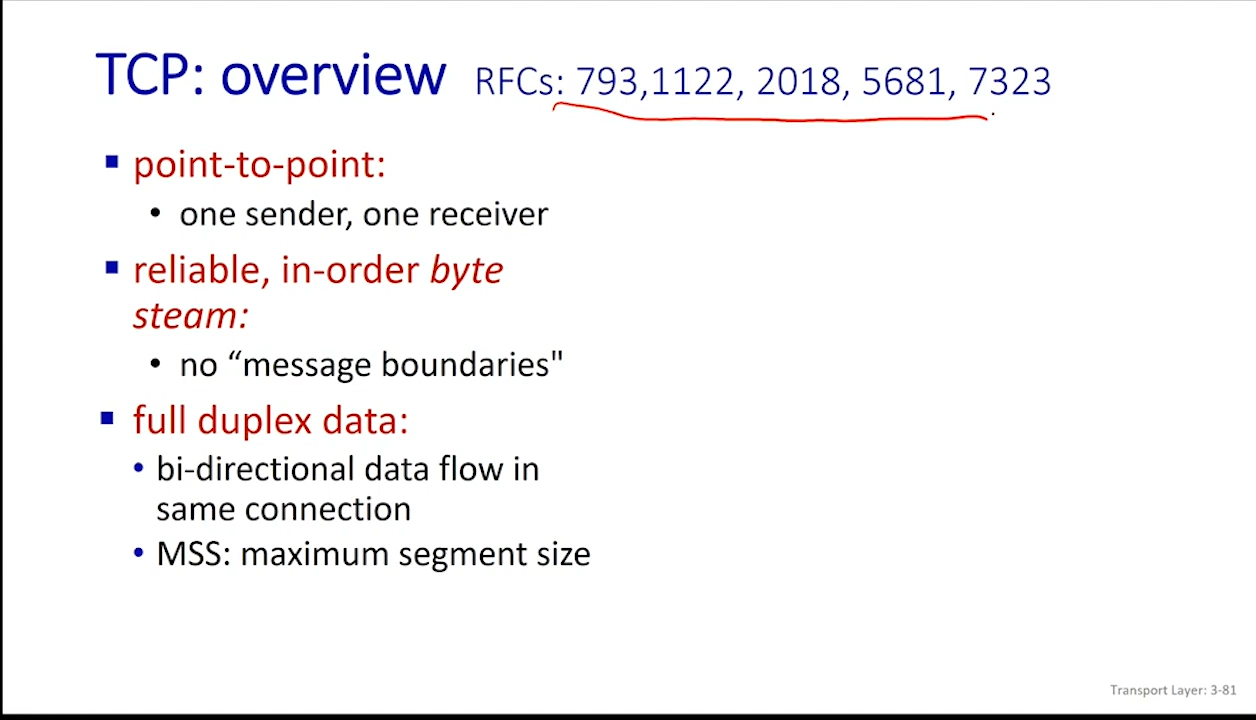 TCP: overview RFCs: 793,1122, 2018, 5681, 7323
point-to-point:
• one sender, one receiver
reliable, in-order byte
steam:
• no “message boundaries"
full duplex data:
• bi-directional data flow in
same connection
• MSS: maximum segment size
Transport Layer: 3-81